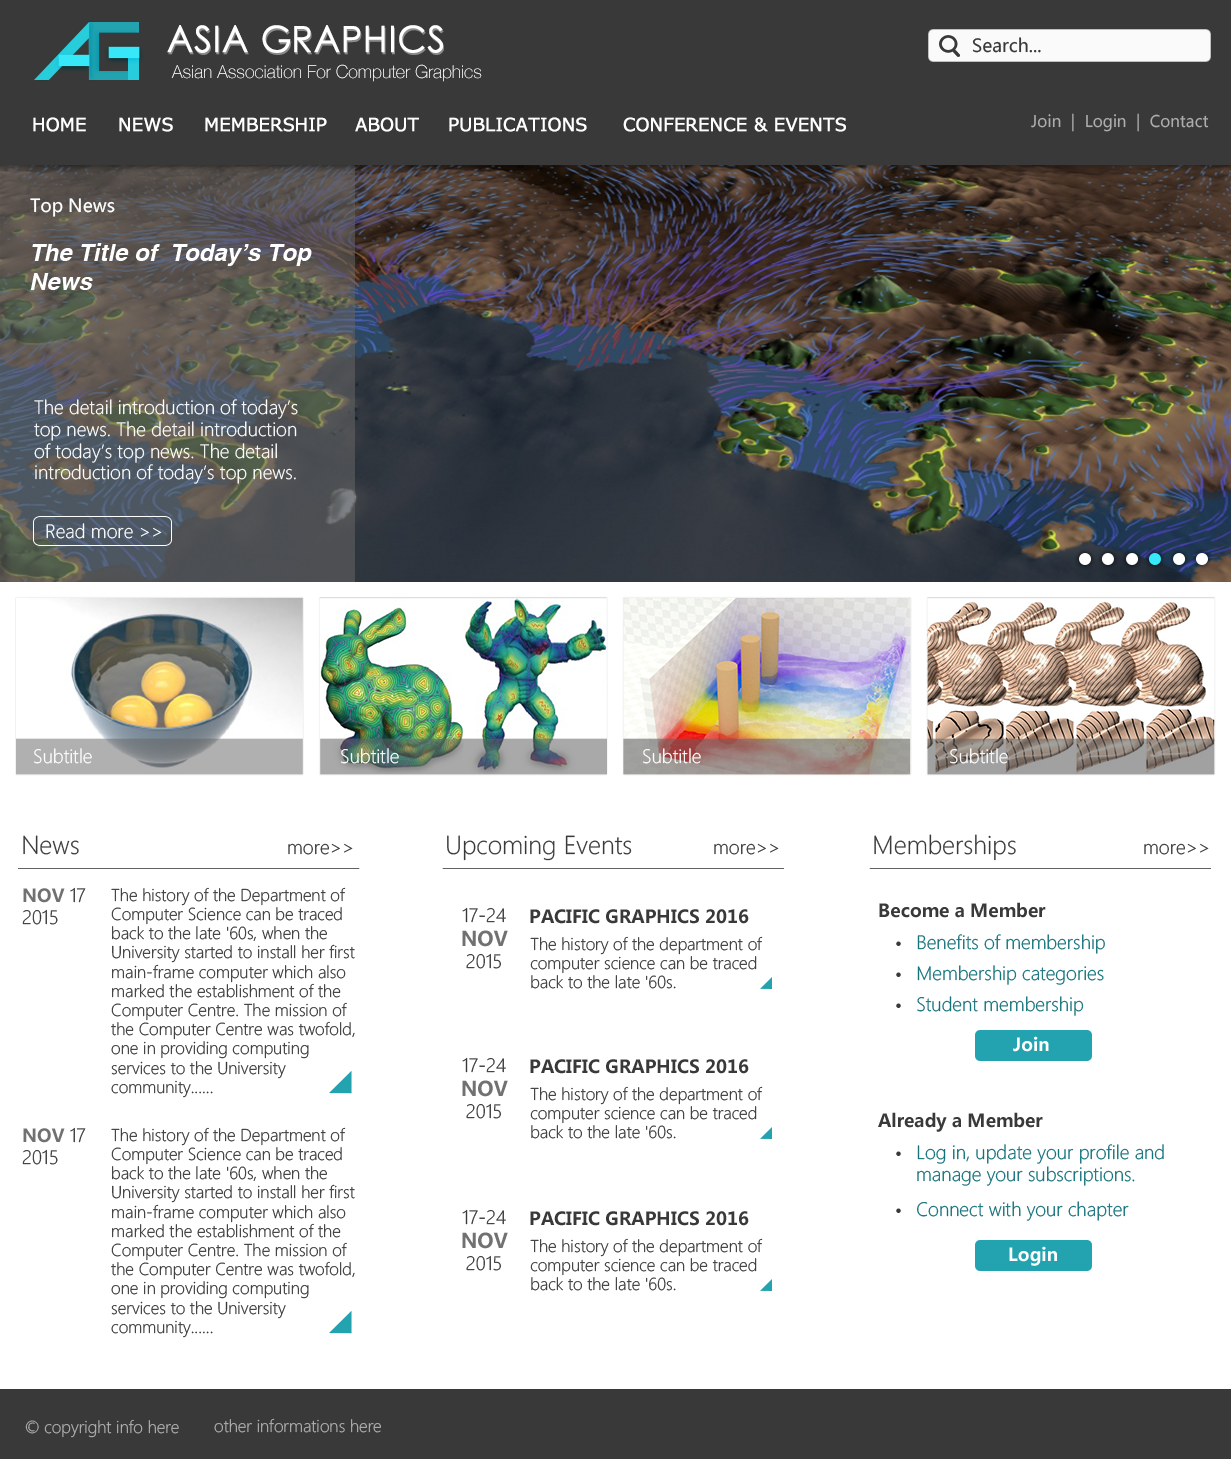 AG
ASIA GRAPHICS
Asian Association For Computer Graphics
Search...
HOME NEWS MEMBERSHIP ABOUT PUBLICATIONS CONFERENCE & EVENTS
Join | Login | Contact
Top News
The Title of Today's Top
News
The detail introduction of today's
top news. The detail introduction
of today's top news. The detail
introduction of today's top news.
Read more >>
Subtitle
Subtitle
Subtitle
Subtitle
News more>>
NOV 17
2015
The history of the Department of
Computer Science can be traced
back to the late '60s, when the
University started to install her first
main-frame computer which also
marked the establishment of the
Computer Centre. The mission of
the Computer Centre was twofold,
one in providing computing
services to the University
community......
NOV 17
2015
The history of the Department of
Computer Science can be traced
back to the late '60s, when the
University started to install her first
main-frame computer which also
marked the establishment of the
Computer Centre. The mission of
the Computer Centre was twofold,
one in providing computing
services to the University
community......
Upcoming Events more>>
17-24
NOV
2015
PACIFIC GRAPHICS 2016
The history of the department of
computer science can be traced
back to the late '60s.
17-24
NOV
2015
PACIFIC GRAPHICS 2016
The history of the department of
computer science can be traced
back to the late '60s.
17-24
NOV
2015
PACIFIC GRAPHICS 2016
The history of the department of
computer science can be traced
back to the late '60s.
Memberships more>>
Become a Member
• Benefits of membership
• Membership categories
• Student membership
Join
Already a Member
• Log in, update your profile and
manage your subscriptions.
• Connect with your chapter
Login
© copyright info here other informations here